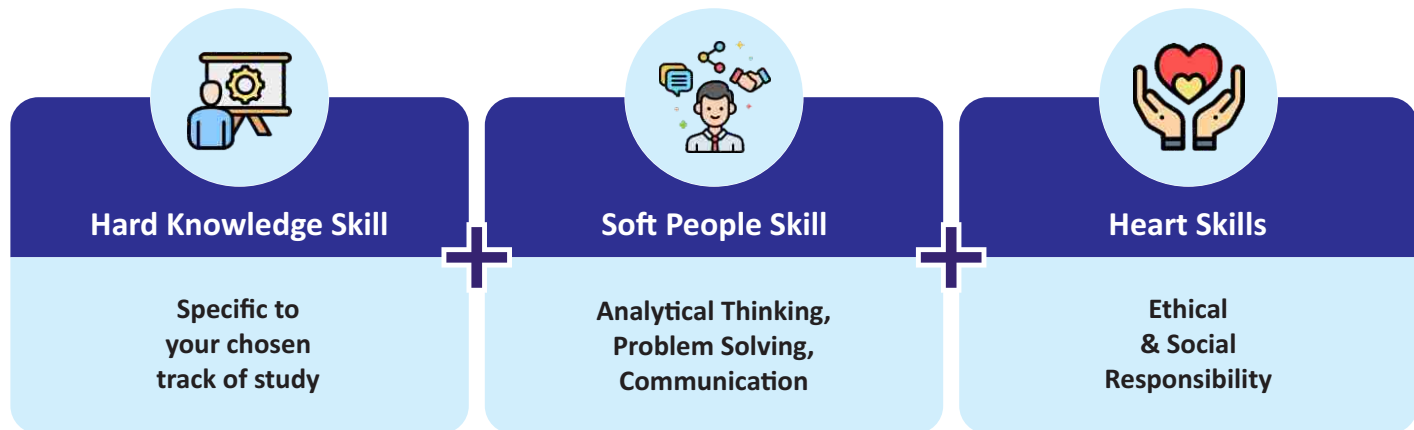 Hard Knowledge Skill
Specific to
your chosen
track of study
Soft People Skill
Analytical Thinking,
Problem Solving,
Communication
Heart Skills
Ethical
& Social
Responsibility